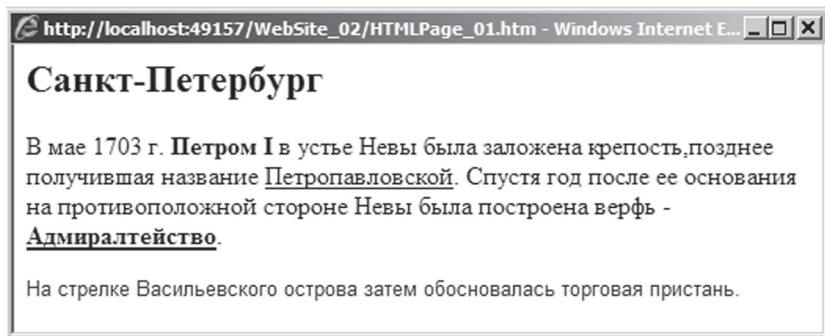 http://localhost:49157/WebSite_02/HTMLPage_01.htm - Windows Internet E...
Санкт-Петербург
В мае 1703 г. Петром I в устье Невы была заложена крепость,позднее
получившая название Петропавловской. Спустя год после ее основания
на противоположной стороне Невы была построена верфь -
Адмиралтейство.
На стрелке Васильевского острова затем обосновалась торговая пристань.